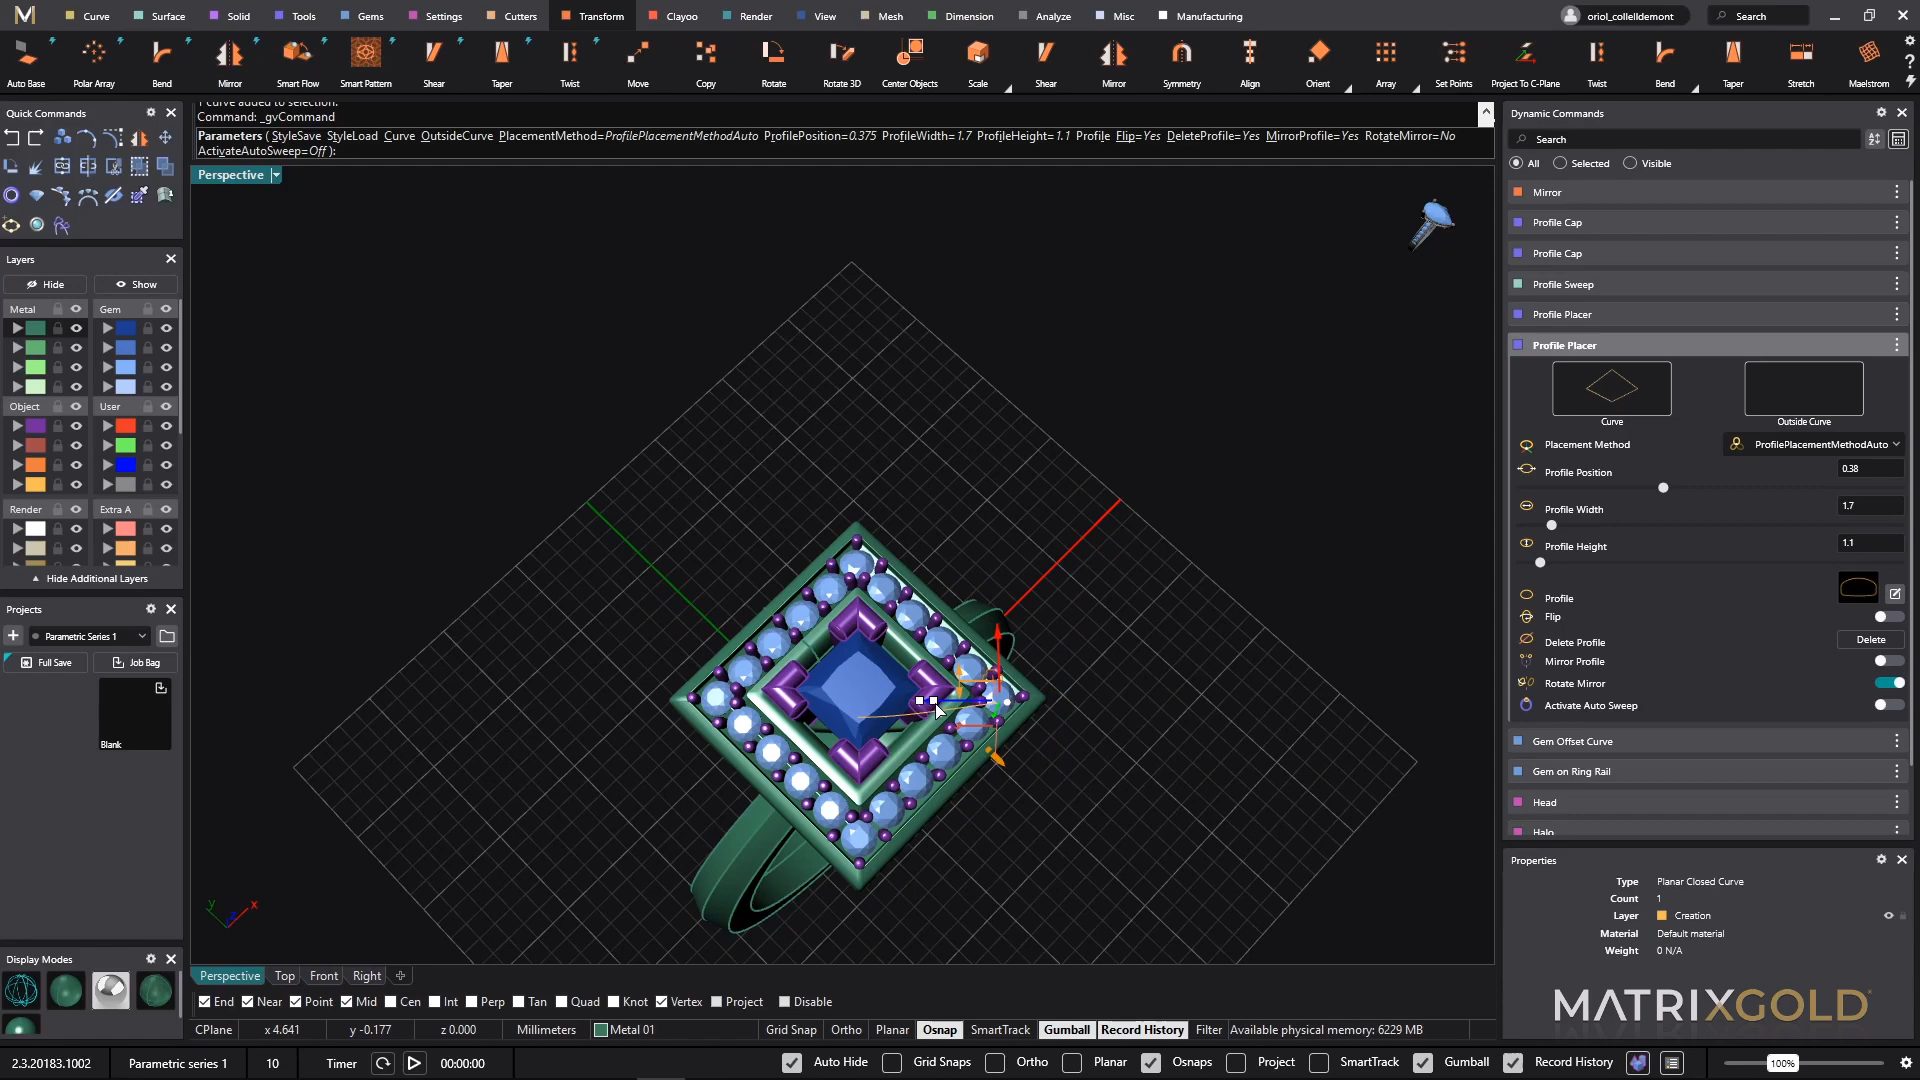 Curve
Surface
Solid
Tools
Gems
Settings
Cutters
Transform
Clayoo
Render
View
Mesh
Dimension
Analyze
Misc
Manufacturing
oriol_collelldemont
Search
Auto Base
Polar Array
Bend
Mirror
Smart Flow
Smart Pattern
Shear
Taper
Twist
Move
Copy
Rotate
Rotate 3D
Center Objects
Scale
Shear
Mirror
Symmetry
Align
Orient
Array
Set Points
Project To C-Plane
Twist
Bend
Taper
Stretch
Maelstrom
Quick Commands
1 curve added to selection.
Command: _gvCommand
Parameters ( StyleSave StyleLoad Curve OutsideCurve PlacementMethod=ProfilePlacementMethodAuto ProfilePosition=0.375 ProfileWidth=1.7 ProfileHeight=1.1 Profile Flip=Yes DeleteProfile=Yes MirrorProfile=Yes RotateMirror=No
ActivateAutoSweep=Off ):
Perspective
Layers
Hide
Show
Metal
Gem
Object
User
Render
Extra A
Hide Additional Layers
Projects
Parametric Series 1
Full Save
Job Bag
Blank
Display Modes
y
x
z
Dynamic Commands
Search
All
Selected
Visible
Mirror
Profile Cap
Profile Cap
Profile Sweep
Profile Placer
Profile Placer
Curve
Outside Curve
Placement Method
ProfilePlacementMethodAuto
Profile Position
0.38
Profile Width
1.7
Profile Height
1.1
Profile
Flip
Delete Profile
Delete
Mirror Profile
Rotate Mirror
Activate Auto Sweep
Gem Offset Curve
Gem on Ring Rail
Head
Halo
Properties
Type Planar Closed Curve
Count 1
Layer Creation
Material Default material
Weight 0 N/A
MATRIXGOLD
Perspective
Top
Front
Right
End
Near
Point
Mid
Cen
Int
Perp
Tan
Quad
Knot
Vertex
Project
Disable
CPlane
x 4.641
y -0.177
z 0.000
Millimeters
Metal 01
Grid Snap
Ortho
Planar
Osnap
SmartTrack
Gumball
Record History
Filter
Available physical memory: 6229 MB
2.3.20183.1002
Parametric series 1
10
Timer
00:00:00
Auto Hide
Grid Snaps
Ortho
Planar
Osnaps
Project
SmartTrack
Gumball
Record History
100%